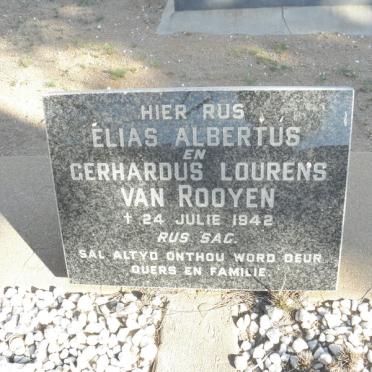 HIER RUS
ELIAS ALBERTUS
EN
GERHARDUS LOURENS
VAN ROOYEN
† 24 JULIE 1942
RUS SAG.
SAL ALTYD ONTHOU WORD DEUR
OUERS EN FAMILIE.